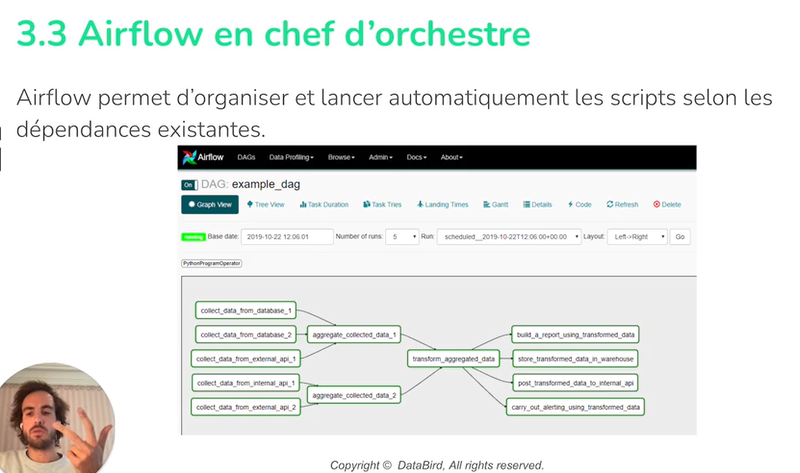 3.3 Airflow en chef d'orchestre
Airflow permet d'organiser et lancer automatiquement les scripts selon les
dépendances existantes.
Airflow DAGs Data Profiling Browse Admin Docs About
On DAG: example_dag
Graph View Tree View Task Duration Task Tries Landing Times Gantt Details Code Refresh Delete
running Base date: 2019-10-22 12:06:01 Number of runs: 5 Run: scheduled__2019-10-22T12:06:00+00:00 Layout: Left->Right Go
PythonProgramOperator
collect_data_from_database_1
collect_data_from_database_2
collect_data_from_external_api_1
collect_data_from_internal_api_1
collect_data_from_external_api_2
aggregate_collected_data_1
aggregate_collected_data_2
transform_aggregated_data
build_a_report_using_transformed_data
store_transformed_data_in_warehouse
post_transformed_data_to_internal_api
carry_out_alerting_using_transformed_data
Copyright © DataBird, All rights reserved.